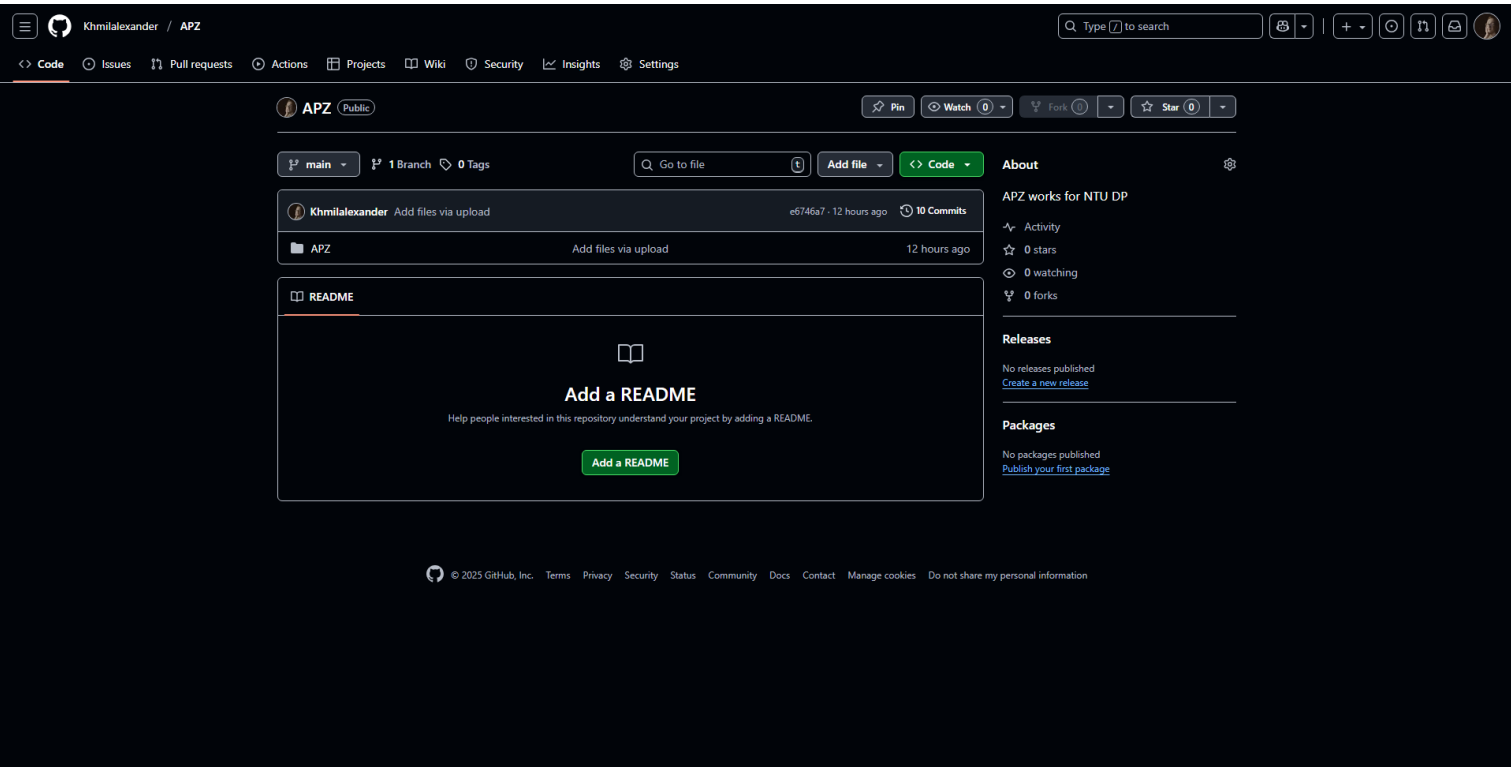 Khmilalexander / APZ
Type / to search
Code Issues Pull requests Actions Projects Wiki Security Insights Settings
APZ Public
Pin Watch 0 Fork 0 Star 0
main 1 Branch 0 Tags
Go to file t Add file Code
Khmilalexander Add files via upload e6746a7 · 12 hours ago 10 Commits
APZ Add files via upload 12 hours ago
README
Add a README
Help people interested in this repository understand your project by adding a README.
Add a README
About
APZ works for NTU DP
Activity
0 stars
0 watching
0 forks
Releases
No releases published
Create a new release
Packages
No packages published
Publish your first package
© 2025 GitHub, Inc. Terms Privacy Security Status Community Docs Contact Manage cookies Do not share my personal information